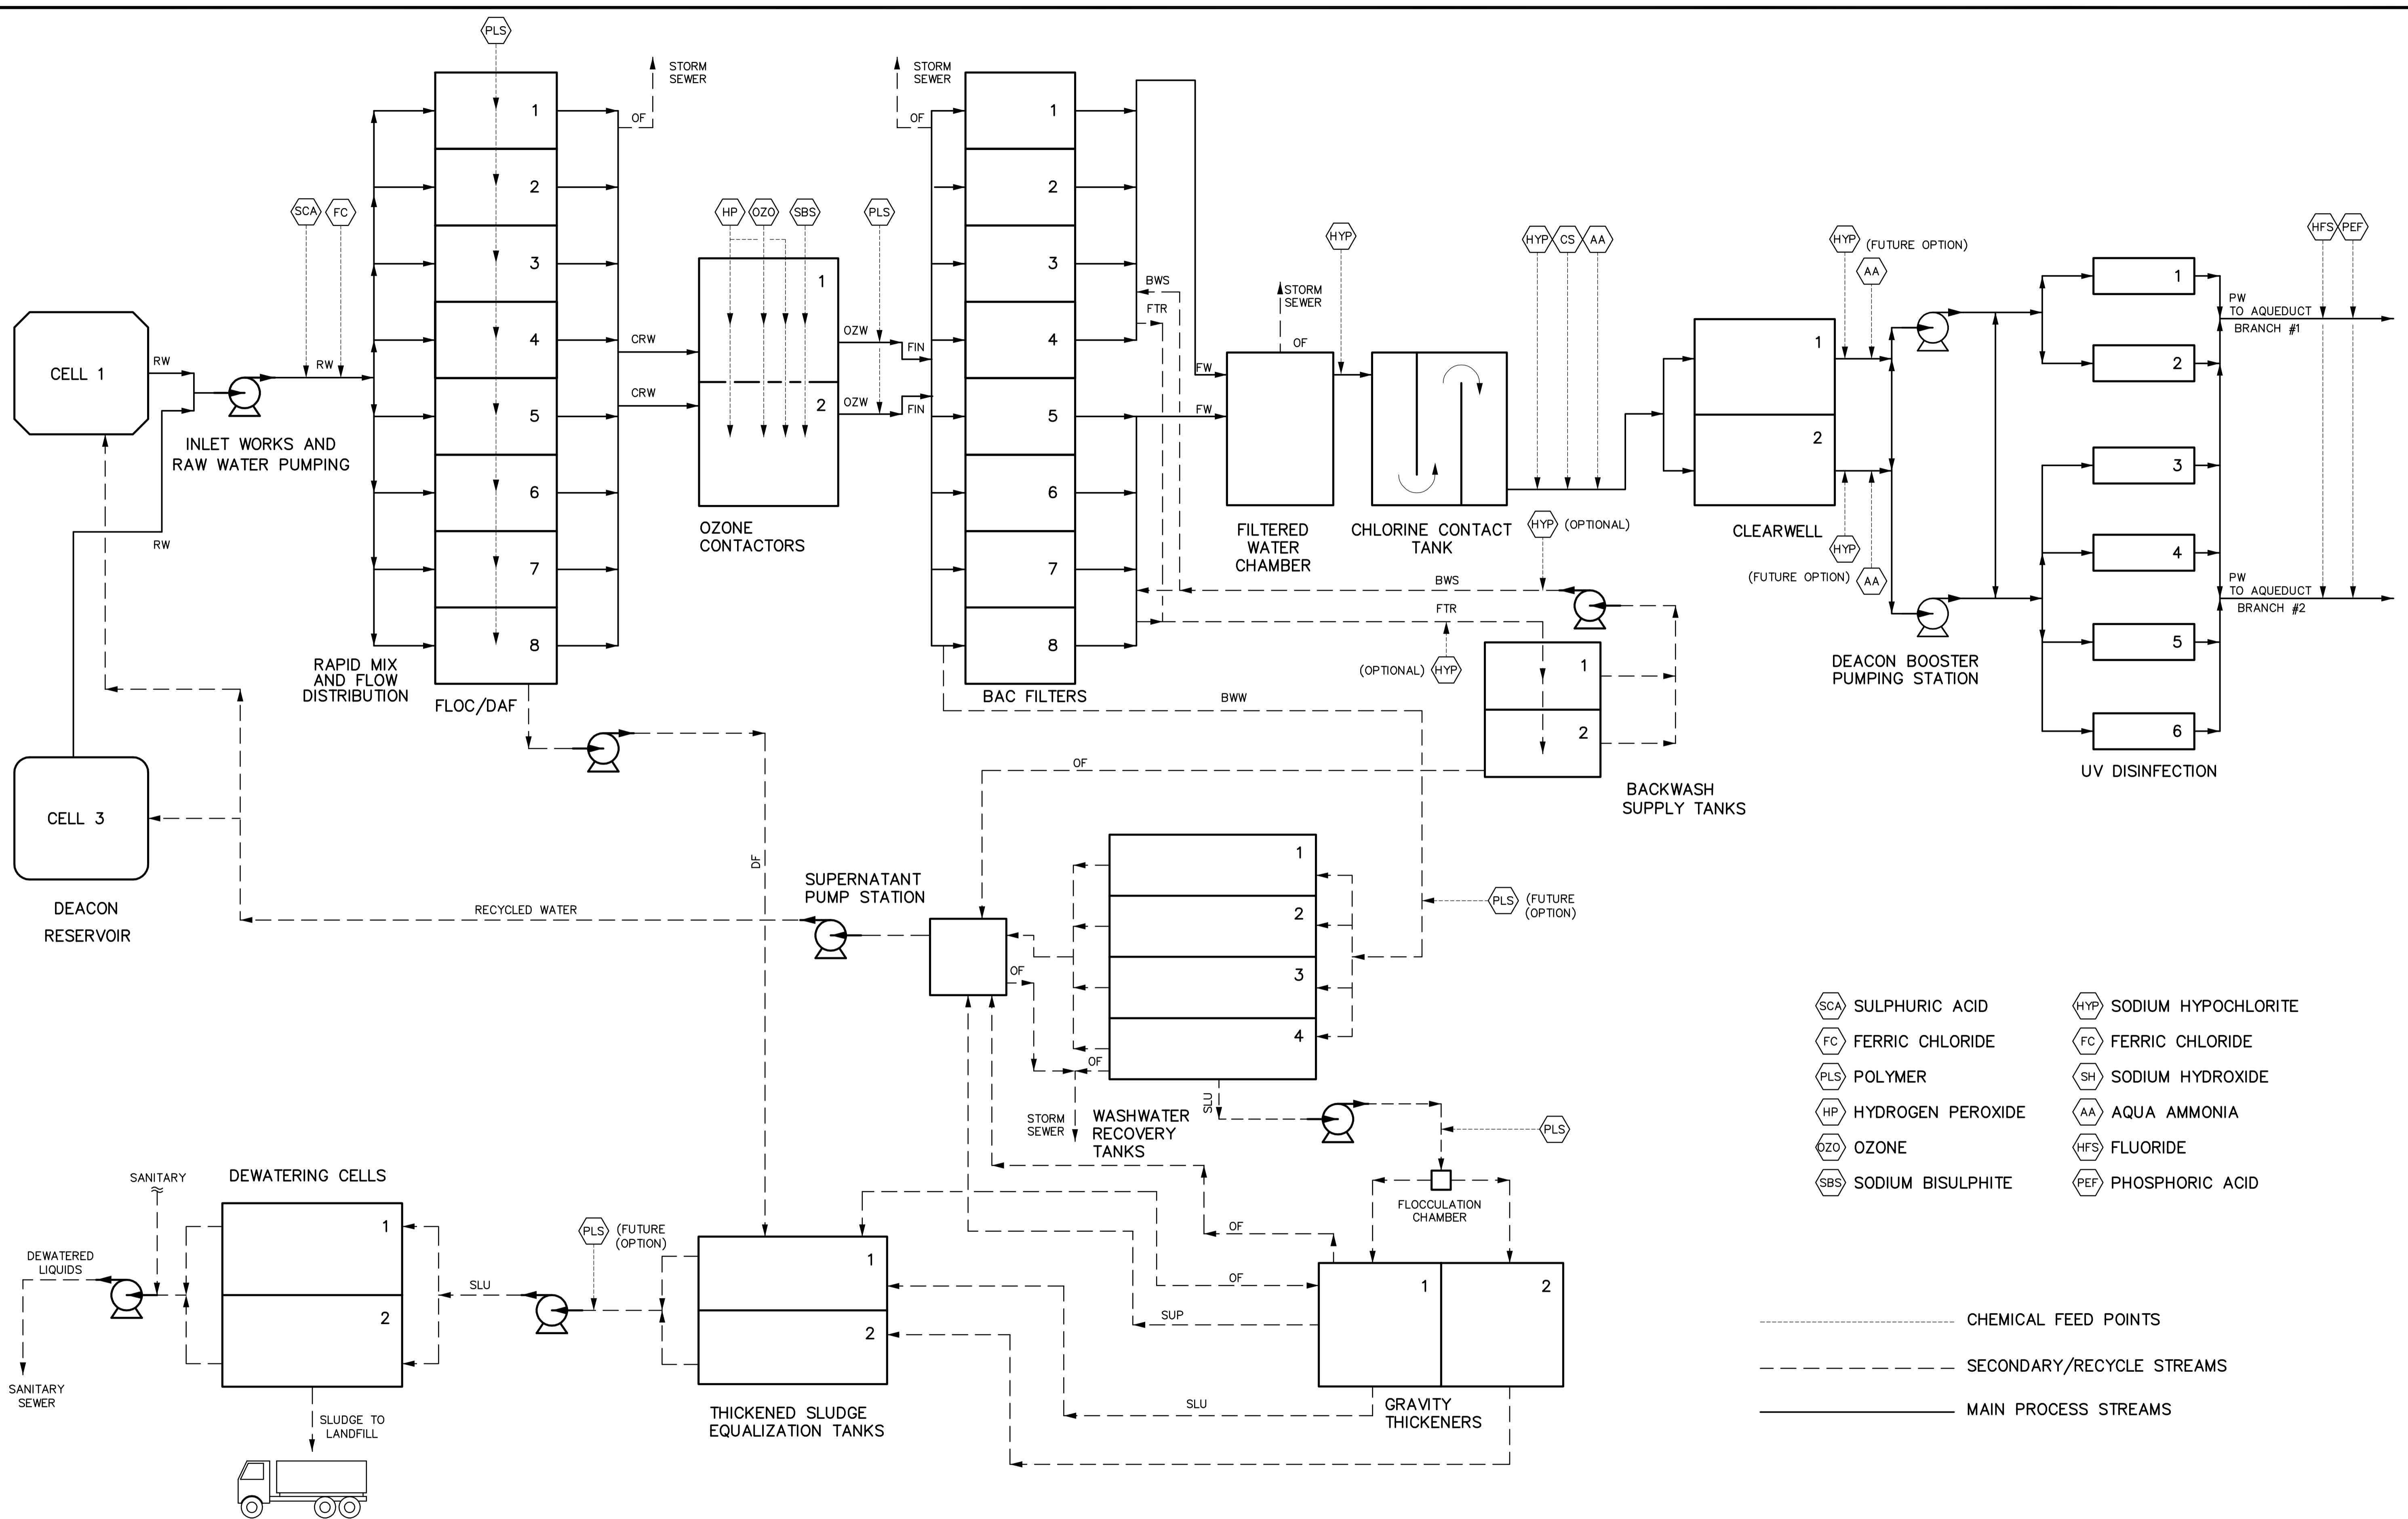 PLS
STORM
SEWER
OF
STORM
SEWER
OF
1
2
3
4
5
6
7
8
1
2
3
4
5
6
7
8
SCA
FC
HP
OZO
SBS
PLS
HYP
HYP
CS
AA
HYP
(FUTURE OPTION)
AA
HFS
PEF
CELL 1
RW
RW
RW
INLET WORKS AND
RAW WATER PUMPING
CRW
CRW
1
2
OZW
OZW
FIN
FIN
OZONE
CONTACTORS
BWS
FTR
FW
FW
STORM
SEWER
OF
FILTERED
WATER
CHAMBER
CHLORINE CONTACT
TANK
HYP
(OPTIONAL)
1
2
CLEARWELL
HYP
(FUTURE OPTION)
AA
1
2
3
4
5
6
PW
TO AQUEDUCT
BRANCH #1
PW
TO AQUEDUCT
BRANCH #2
UV DISINFECTION
DEACON BOOSTER
PUMPING STATION
RAPID MIX
AND FLOW
DISTRIBUTION
FLOC/DAF
BAC FILTERS
BWS
FTR
(OPTIONAL)
HYP
BWW
1
2
BACKWASH
SUPPLY TANKS
OF
CELL 3
DEACON
RESERVOIR
DF
RECYCLED WATER
SUPERNATANT
PUMP STATION
OF
1
2
3
4
OF
PLS
(FUTURE
(OPTION)
STORM
SEWER
WASHWATER
RECOVERY
TANKS
SLU
PLS
FLOCCULATION
CHAMBER
SANITARY
DEWATERING CELLS
1
2
DEWATERED
LIQUIDS
SANITARY
SEWER
SLUDGE TO
LANDFILL
SLU
PLS
(FUTURE
(OPTION)
1
2
THICKENED SLUDGE
EQUALIZATION TANKS
OF
OF
SUP
SLU
1
2
GRAVITY
THICKENERS
SCA SULPHURIC ACID
FC FERRIC CHLORIDE
PLS POLYMER
HP HYDROGEN PEROXIDE
OZO OZONE
SBS SODIUM BISULPHITE
HYP SODIUM HYPOCHLORITE
FC FERRIC CHLORIDE
SH SODIUM HYDROXIDE
AA AQUA AMMONIA
HFS FLUORIDE
PEF PHOSPHORIC ACID
CHEMICAL FEED POINTS
SECONDARY/RECYCLE STREAMS
MAIN PROCESS STREAMS